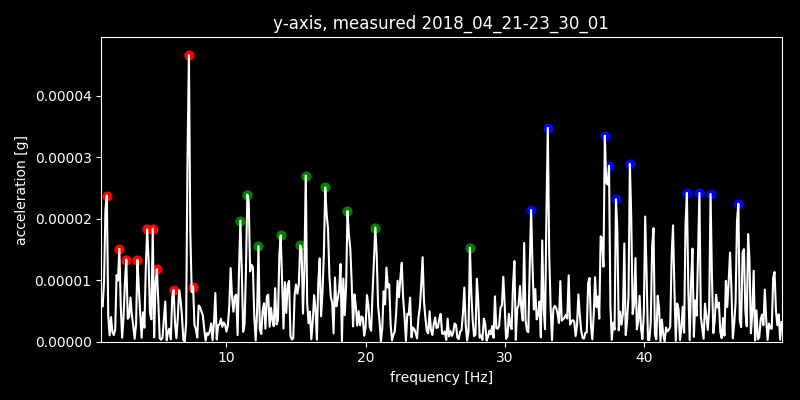 y-axis, measured 2018_04_21-23_30_01
acceleration [g]
0.00004
0.00003
0.00002
0.00001
0.00000
10 20 30 40
frequency [Hz]